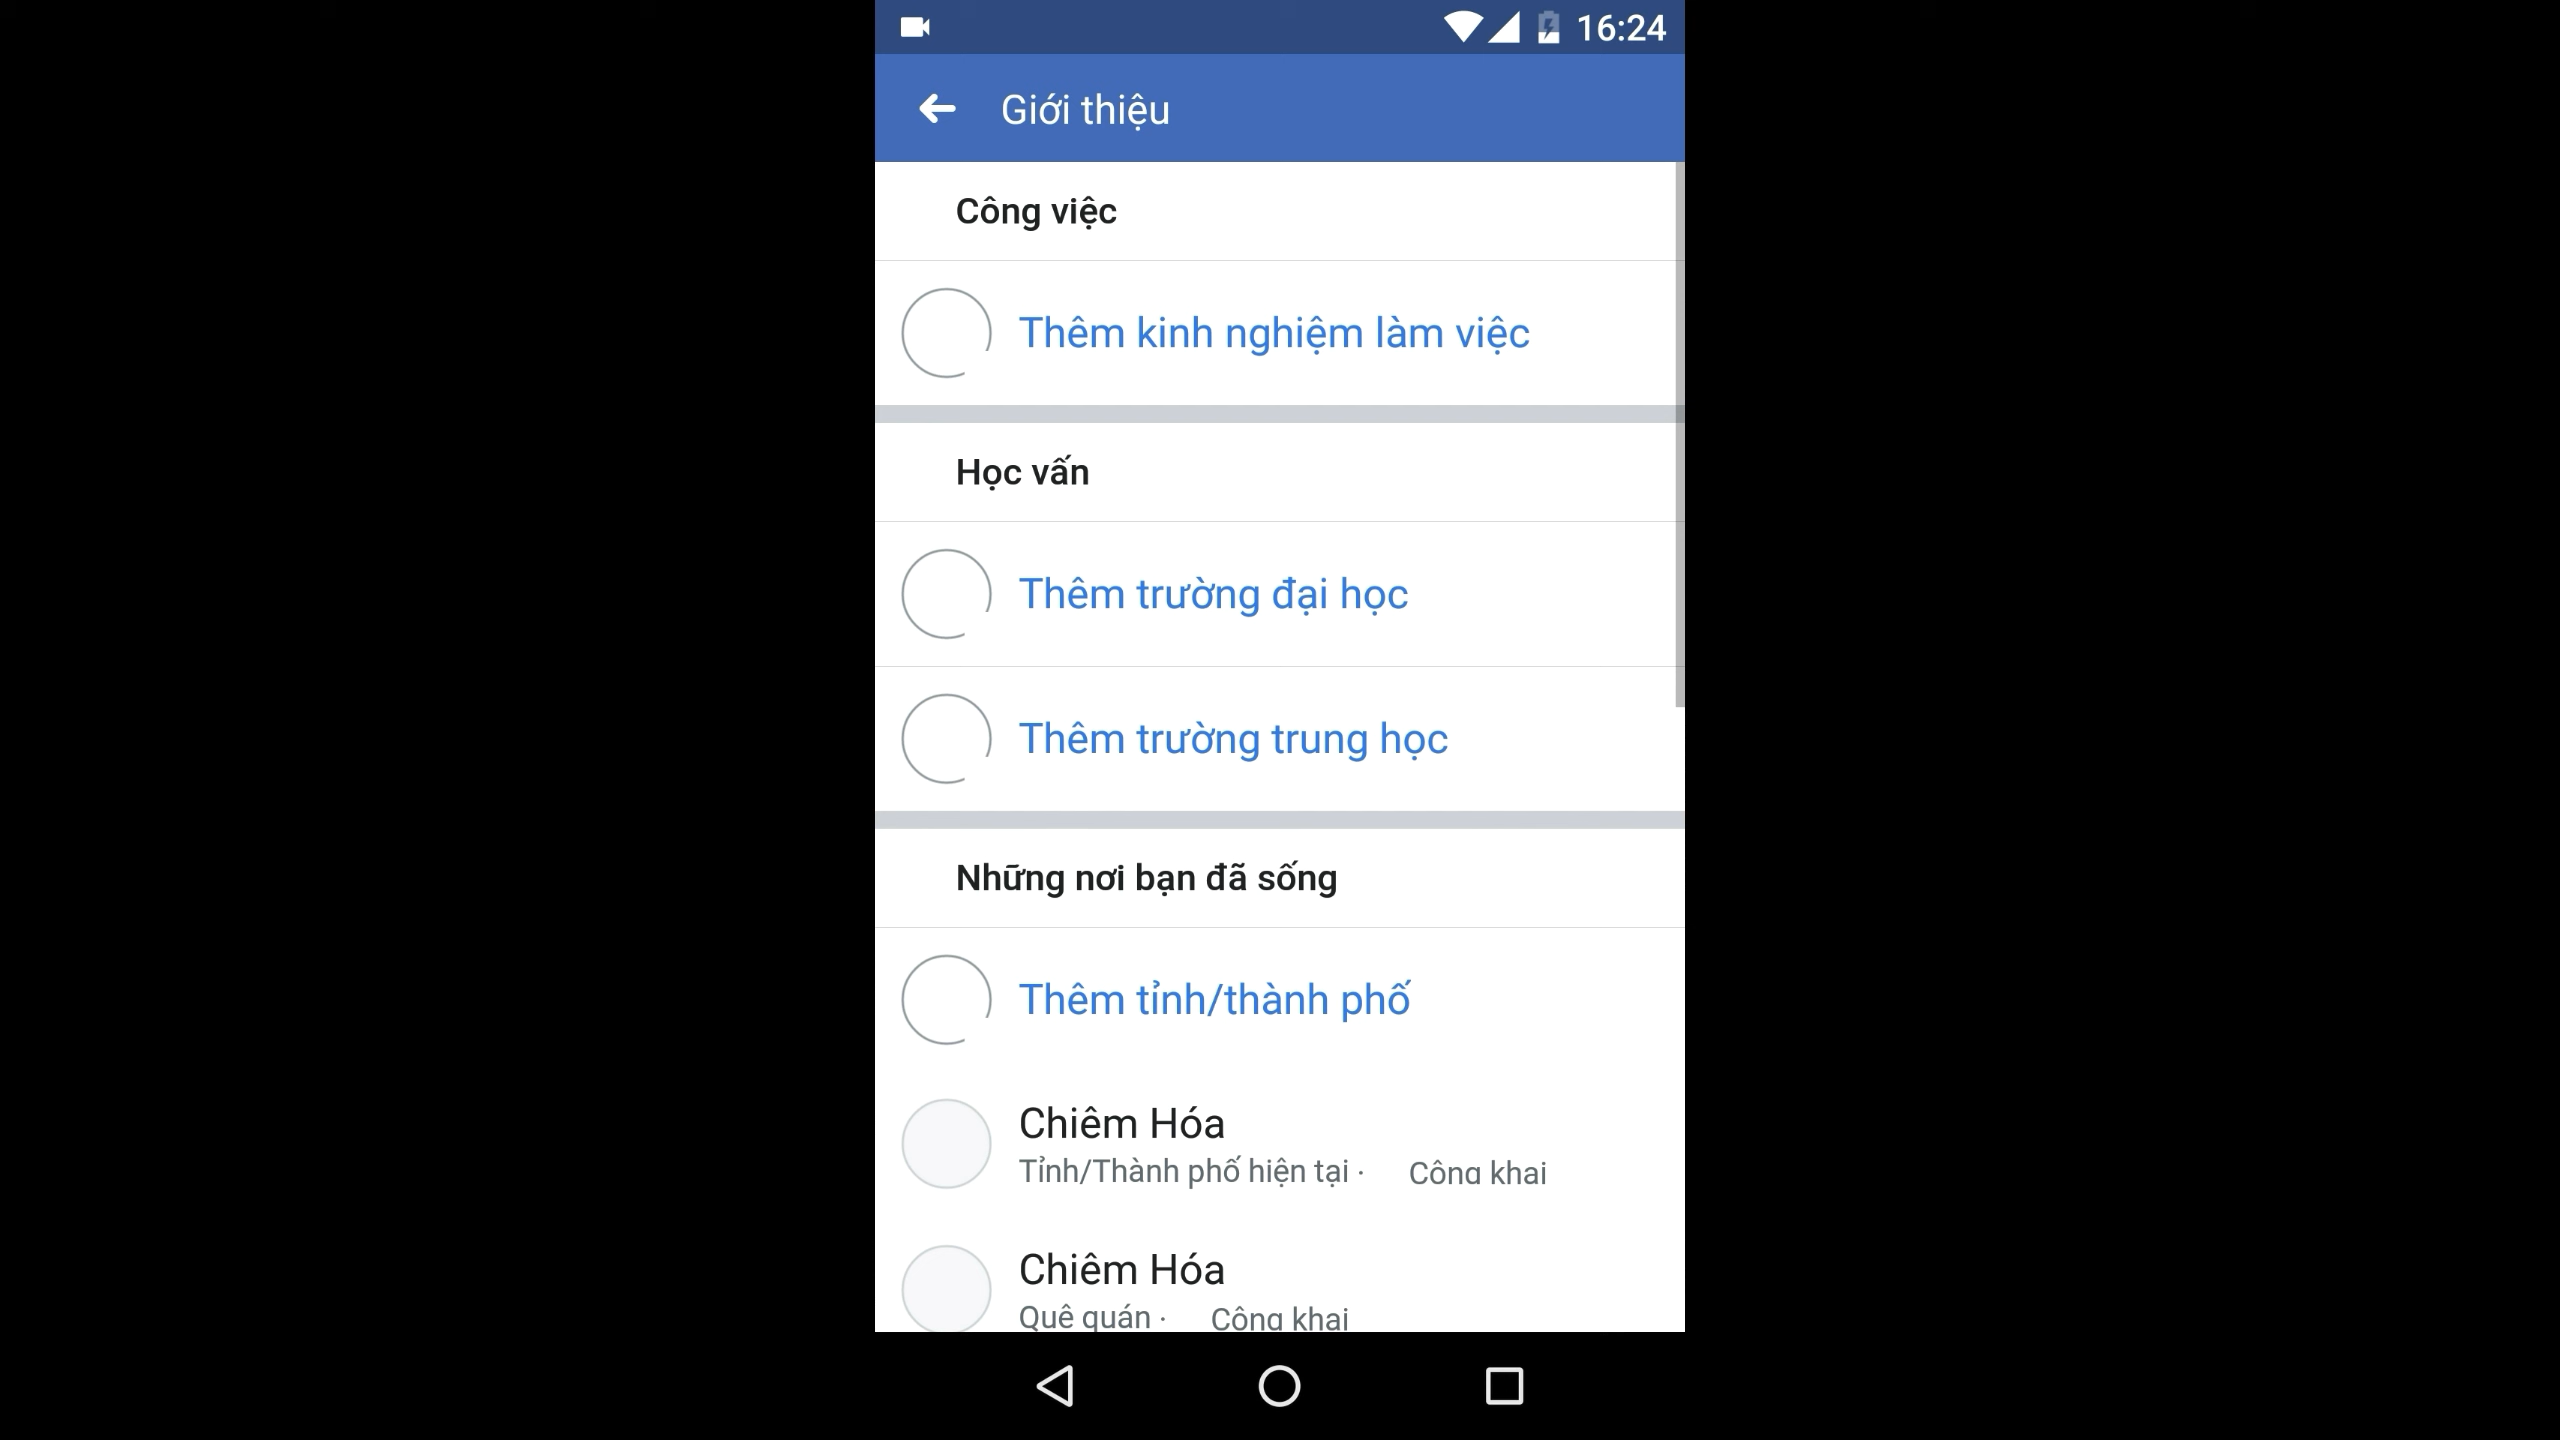 16:24
Giới thiệu
Công việc
Thêm kinh nghiệm làm việc
Học vấn
Thêm trường đại học
Thêm trường trung học
Những nơi bạn đã sống
Thêm tỉnh/thành phố
Chiêm Hóa
Tỉnh/Thành phố hiện tại · Công khai
Chiêm Hóa
Quê quán · Công khai